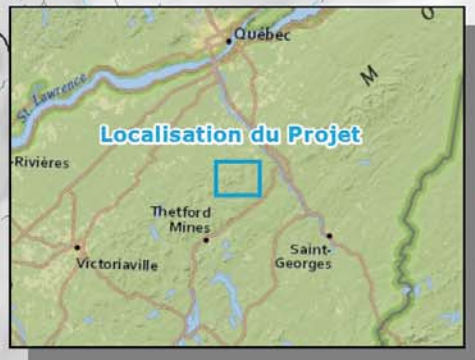 Québec
O
M
St. Lawrence
Localisation du Projet
-Rivières
Thetford
Mines
Saint-
Georges
Victoriaville